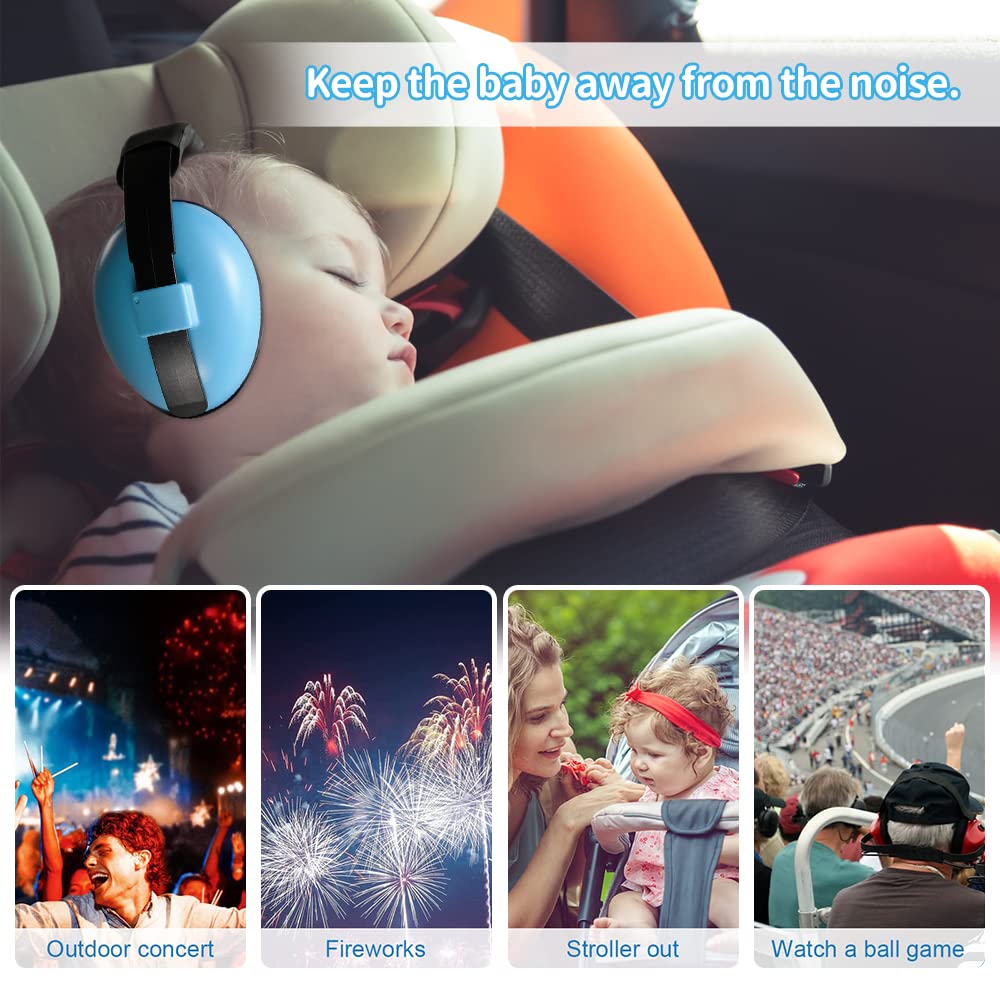 Keep the baby away from the noise.
Outdoor concert
Fireworks
Stroller out
Watch a ball game